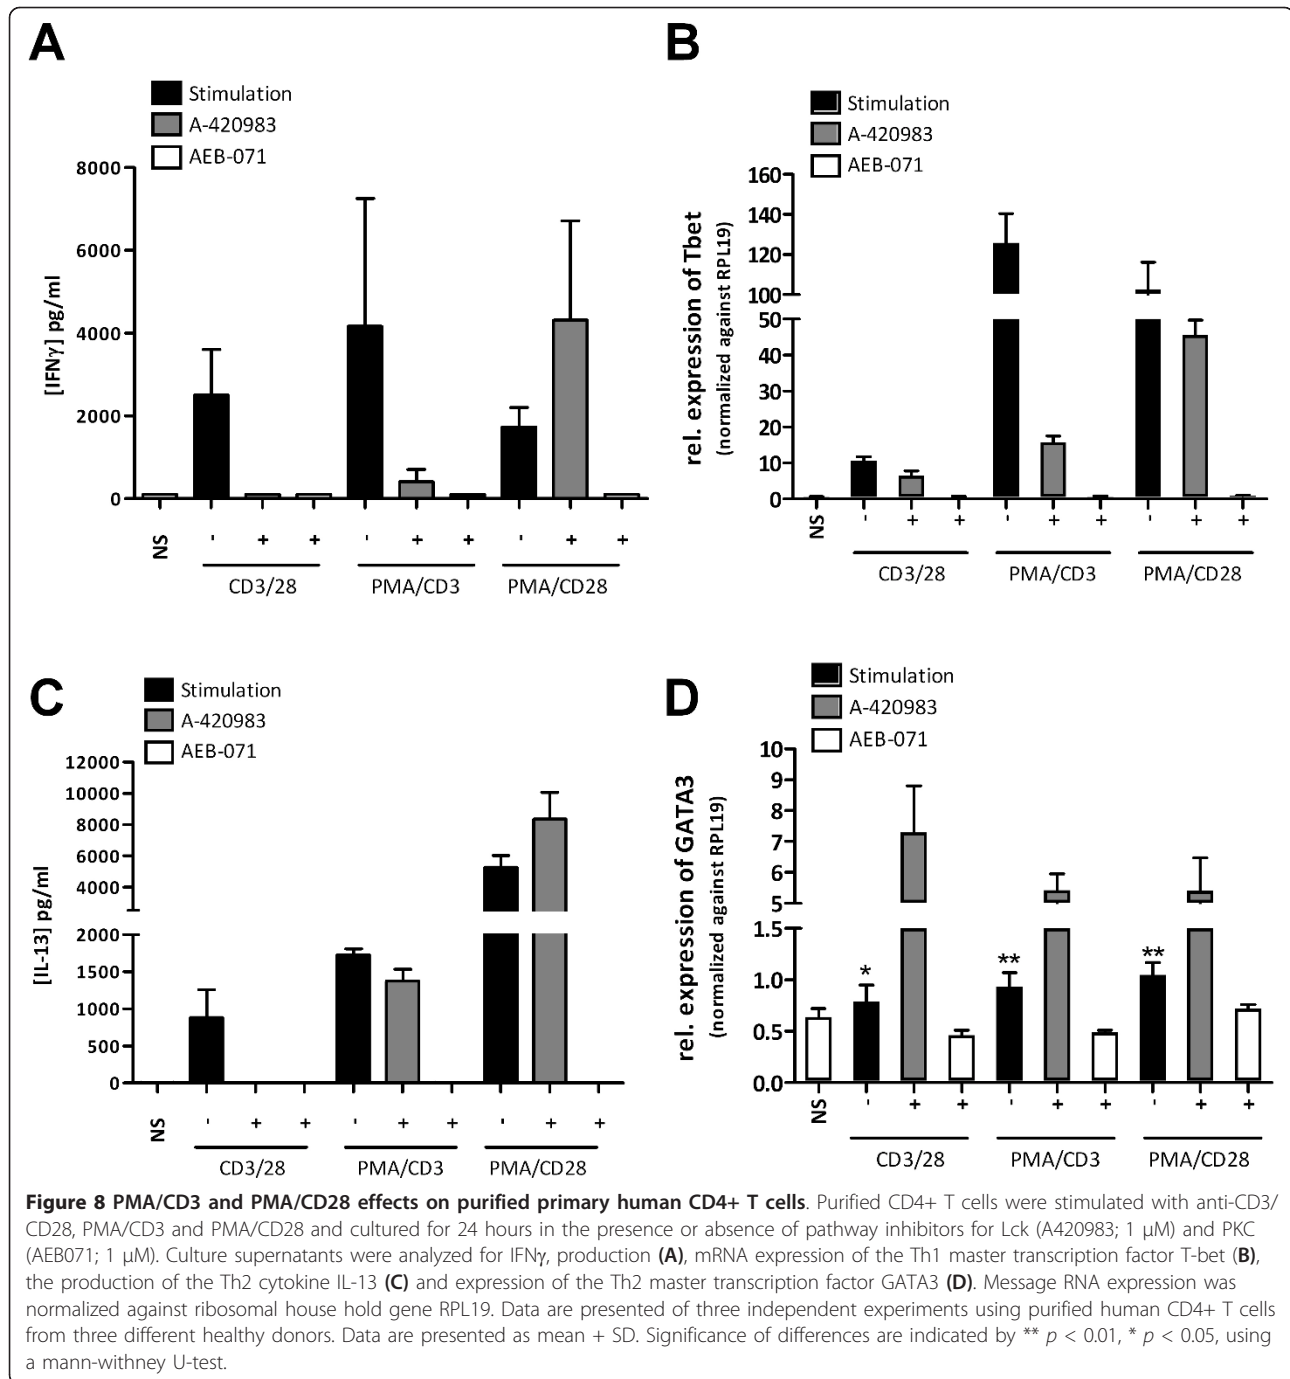 A
Stimulation
A-420983
AEB-071
[IFNγ] pg/ml
8000
6000
4000
2000
0
NS - + + - + + - + +
CD3/28 PMA/CD3 PMA/CD28
B
Stimulation
A-420983
AEB-071
rel. expression of Tbet
(normalized against RPL19)
160
140
120
100
50
40
30
20
10
0
NS - + + - + + - + +
CD3/28 PMA/CD3 PMA/CD28
C
Stimulation
A-420983
AEB-071
[IL-13] pg/ml
12000
10000
8000
6000
4000
2000
1500
1000
500
0
NS - + + - + + - + +
CD3/28 PMA/CD3 PMA/CD28
D
Stimulation
A-420983
AEB-071
rel. expression of GATA3
(normalized against RPL19)
10
9
8
7
6
5
1.5
1.0
0.5
0.0
* ** **
NS - + + - + + - + +
CD3/28 PMA/CD3 PMA/CD28
Figure 8 PMA/CD3 and PMA/CD28 effects on purified primary human CD4+ T cells. Purified CD4+ T cells were stimulated with anti-CD3/
CD28, PMA/CD3 and PMA/CD28 and cultured for 24 hours in the presence or absence of pathway inhibitors for Lck (A420983; 1 μM) and PKC
(AEB071; 1 μM). Culture supernatants were analyzed for IFNγ, production (A), mRNA expression of the Th1 master transcription factor T-bet (B),
the production of the Th2 cytokine IL-13 (C) and expression of the Th2 master transcription factor GATA3 (D). Message RNA expression was
normalized against ribosomal house hold gene RPL19. Data are presented of three independent experiments using purified human CD4+ T cells
from three different healthy donors. Data are presented as mean + SD. Significance of differences are indicated by ** p < 0.01, * p < 0.05, using
a mann-withney U-test.